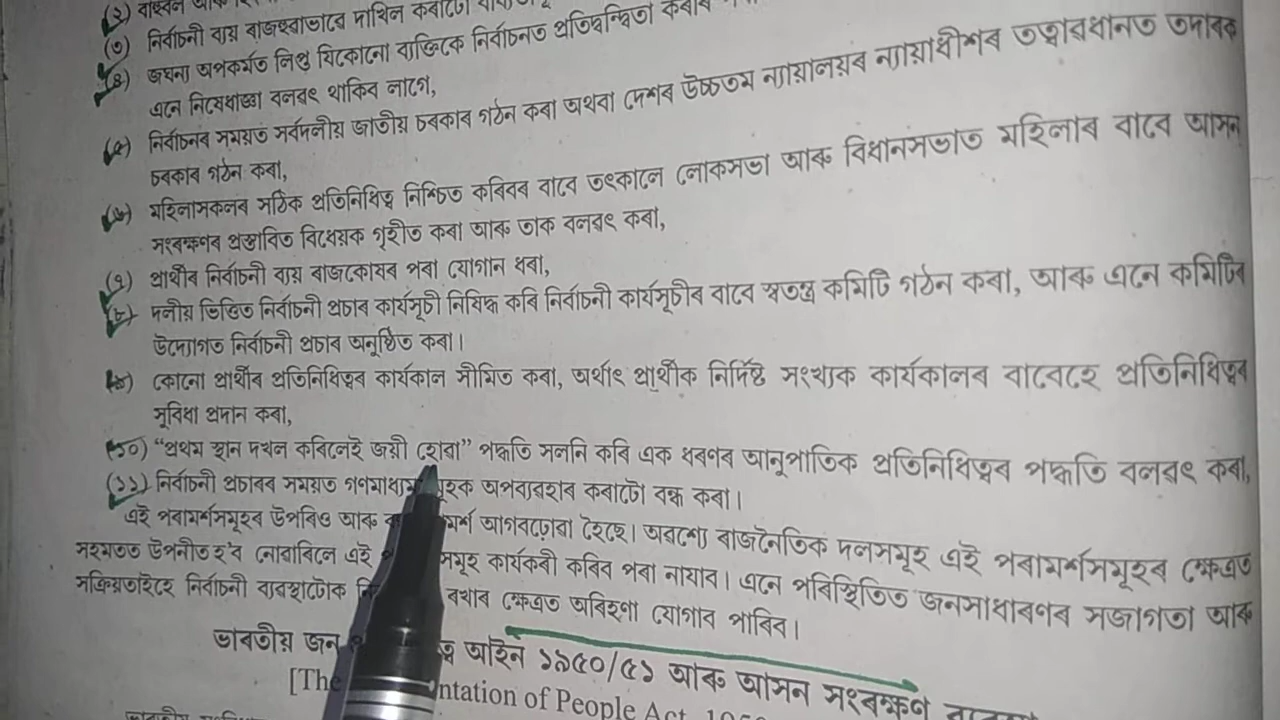 (২) বাহুবল আৰু
(৩) নিৰ্বাচনী ব্যয় ৰাজহুৱাভাৱে দাখিল কৰাটো
(৪) জঘন্য অপকৰ্মত লিপ্ত যিকোনো ব্যক্তিকে নিৰ্বাচনত প্ৰতিদ্বন্দ্বিতা কৰাৰ
এনে নিষেধাজ্ঞা বলৱৎ থাকিব লাগে,
(৫) নিৰ্বাচনৰ সময়ত সৰ্বদলীয় জাতীয় চৰকাৰ গঠন কৰা অথবা দেশৰ উচ্চতম ন্যায়ালয়ৰ ন্যায়াধীশৰ তত্বাৱধানত তদাৰক
চৰকাৰ গঠন কৰা,
(৬) মহিলাসকলৰ সঠিক প্ৰতিনিধিত্ব নিশ্চিত কৰিবৰ বাবে তৎকালে লোকসভা আৰু বিধানসভাত মহিলাৰ বাবে আসন
সংৰক্ষণৰ প্ৰস্তাবিত বিধেয়ক গৃহীত কৰা আৰু তাক বলৱৎ কৰা,
(৭) প্ৰাৰ্থীৰ নিৰ্বাচনী ব্যয় ৰাজকোষৰ পৰা যোগান ধৰা,
(৮) দলীয় ভিত্তিত নিৰ্বাচনী প্ৰচাৰ কাৰ্যসূচী নিষিদ্ধ কৰি নিৰ্বাচনী কাৰ্যসূচীৰ বাবে স্বতন্ত্ৰ কমিটি গঠন কৰা, আৰু এনে কমিটিৰ
উদ্যোগত নিৰ্বাচনী প্ৰচাৰ অনুষ্ঠিত কৰা।
(৯) কোনো প্ৰাৰ্থীৰ প্ৰতিনিধিত্বৰ কাৰ্যকাল সীমিত কৰা, অৰ্থাৎ প্ৰাৰ্থীক নিৰ্দিষ্ট সংখ্যক কাৰ্যকালৰ বাবেহে প্ৰতিনিধিত্বৰ
সুবিধা প্ৰদান কৰা,
(১০) “প্ৰথম স্থান দখল কৰিলেই জয়ী হোৱা” পদ্ধতি সলনি কৰি এক ধৰণৰ আনুপাতিক প্ৰতিনিধিত্বৰ পদ্ধতি বলৱৎ কৰা,
(১১) নিৰ্বাচনী প্ৰচাৰৰ সময়ত গণমাধ্যম হক অপব্যৱহাৰ কৰাটো বন্ধ কৰা।
এই পৰামৰ্শসমূহৰ উপৰিও আৰু মৰ্শ আগবঢ়োৱা হৈছে। অৱশ্যে ৰাজনৈতিক দলসমূহ এই পৰামৰ্শসমূহৰ ক্ষেত্ৰত
সহমতত উপনীত হ'ব নোৱাৰিলে এই সমূহ কাৰ্যকৰী কৰিব পৰা নাযাব। এনে পৰিস্থিতিত জনসাধাৰণৰ সজাগতা আৰু
সক্ৰিয়তাইহে নিৰ্বাচনী ব্যৱস্থাটোক ৰখাৰ ক্ষেত্ৰত অৰিহণা যোগাব পাৰিব।
ভাৰতীয় জন ত্ব আইন ১৯৫০/৫১ আৰু আসন সংৰক্ষণ
[The ntation of People Act,